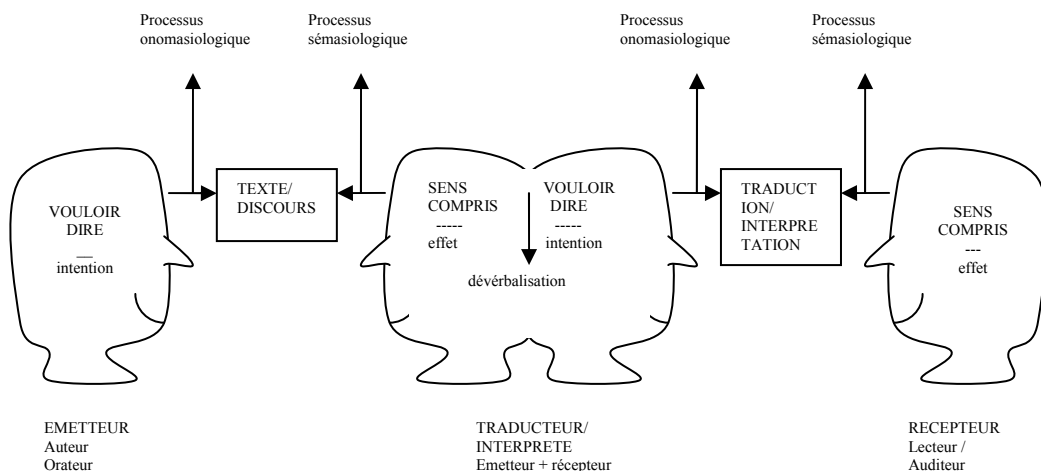 Processus
onomasiologique
Processus
sémasiologique
Processus
onomasiologique
Processus
sémasiologique
VOULOIR
DIRE
__
intention
TEXTE/
DISCOURS
SENS
COMPRIS
-----
effet
VOULOIR
DIRE
-----
intention
dévérbalisation
TRADUCT
ION/
INTERPRE
TATION
SENS
COMPRIS
---
effet
EMETTEUR
Auteur
Orateur
TRADUCTEUR/
INTERPRETE
Emetteur + récepteur
RECEPTEUR
Lecteur /
Auditeur